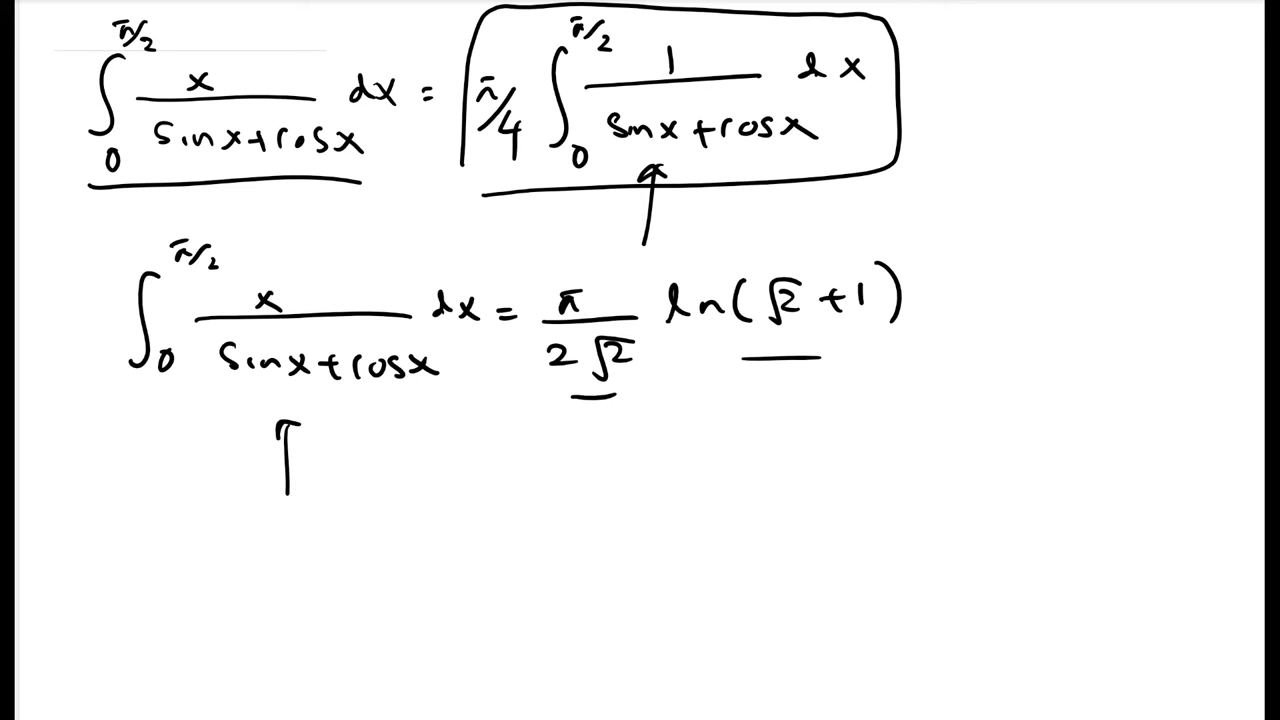 ∫₀^{π/2} x/(sinx+cosx) dx = π/4 ∫₀^{π/2} 1/(sinx+cosx) dx
∫₀^{π/2} x/(sinx+cosx) dx = π/(2√2) ln(√2+1)